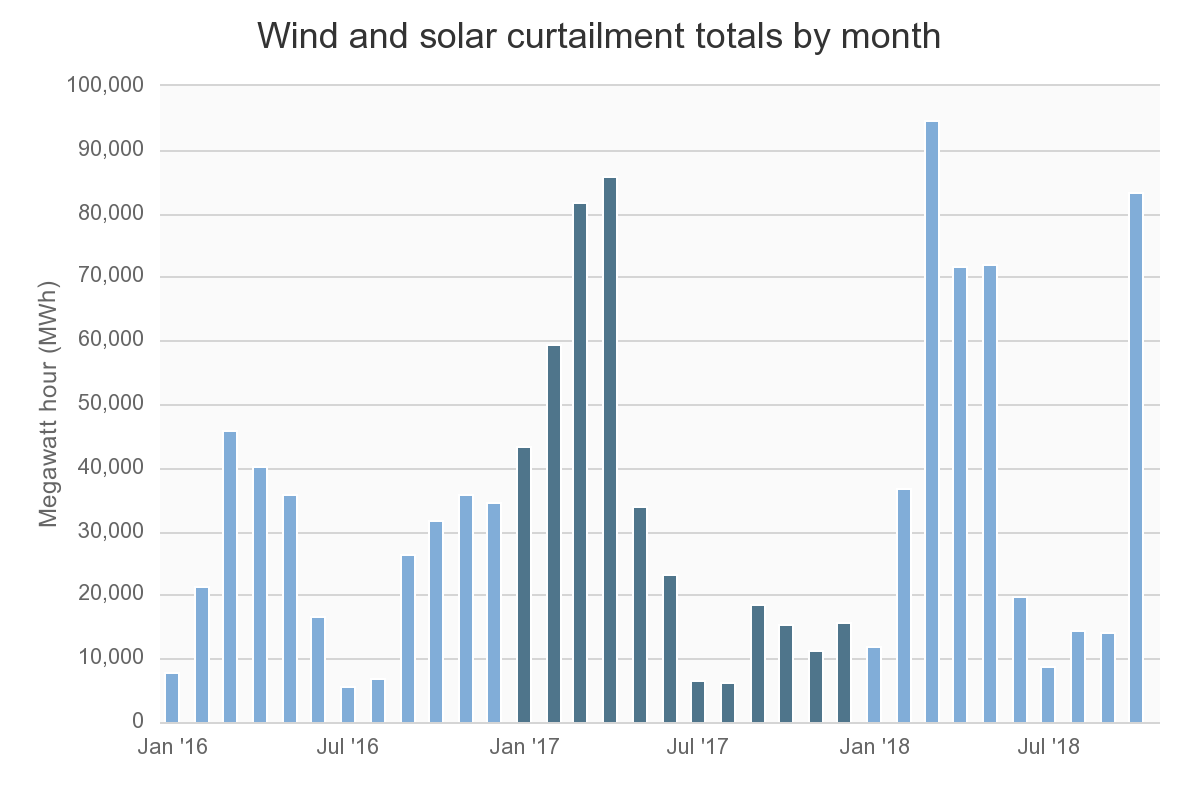 Wind and solar curtailment totals by month
Megawatt hour (MWh)
100,000
90,000
80,000
70,000
60,000
50,000
40,000
30,000
20,000
10,000
0
Jan '16
Jul '16
Jan '17
Jul '17
Jan '18
Jul '18